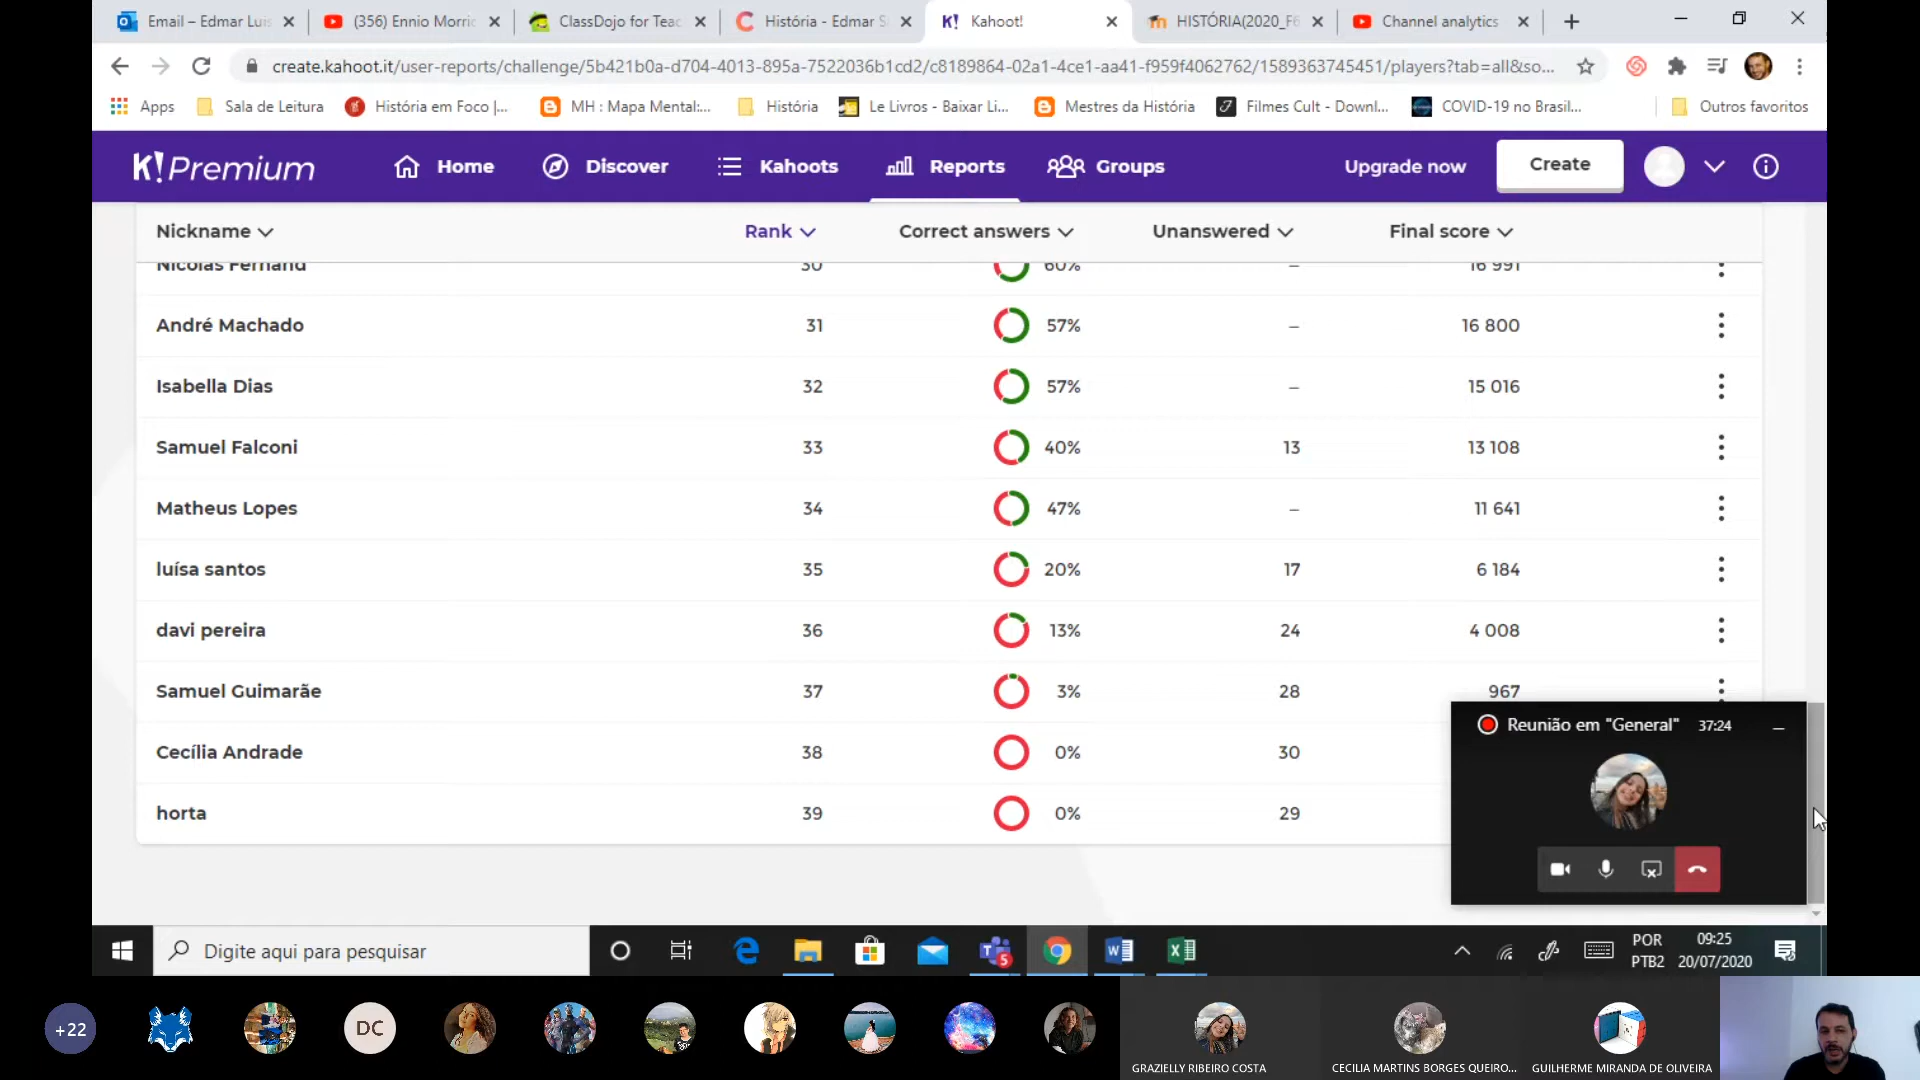 Email – Edmar Luis
(356) Ennio Morric
ClassDojo for Teac
História - Edmar S
Kahoot!
HISTÓRIA(2020_F6
Channel analytics
create.kahoot.it/user-reports/challenge/5b421b0a-d704-4013-895a-7522036b1cd2/c8189864-02a1-4ce1-aa41-f959f4062762/1589363745451/players?tab=all&so...
Apps Sala de Leitura História em Foco |... MH : Mapa Mental:... História Le Livros - Baixar Li... Mestres da História Filmes Cult - Downl... COVID-19 no Brasil... Outros favoritos
K! Premium Home Discover Kahoots Reports Groups Upgrade now Create
Nickname Rank Correct answers Unanswered Final score
Nicolas Fernand 30 60% – 16 991
André Machado 31 57% – 16 800
Isabella Dias 32 57% – 15 016
Samuel Falconi 33 40% 13 13 108
Matheus Lopes 34 47% – 11 641
luísa santos 35 20% 17 6 184
davi pereira 36 13% 24 4 008
Samuel Guimarãe 37 3% 28 967
Cecília Andrade 38 0% 30
horta 39 0% 29
Reunião em "General" 37:24
Digite aqui para pesquisar
5
POR
PTB2
09:25
20/07/2020
+22
DC
GRAZIELLY RIBEIRO COSTA
CECILIA MARTINS BORGES QUEIRO...
GUILHERME MIRANDA DE OLIVEIRA